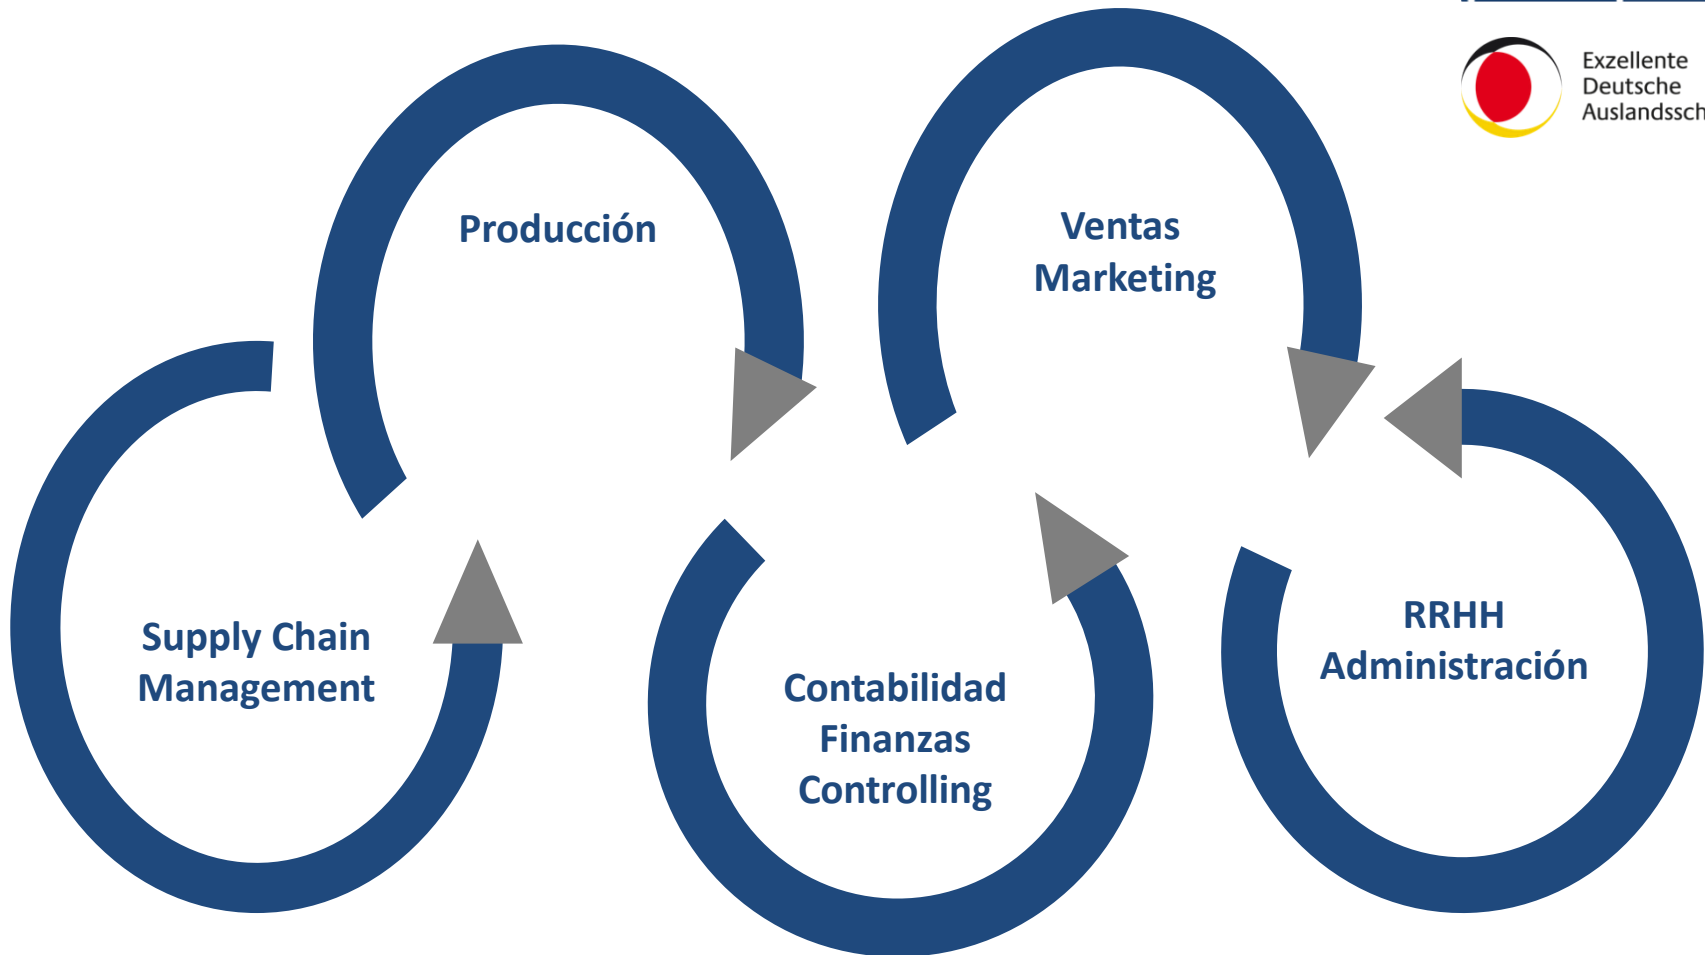 Exzellente
Deutsche
Producción
Ventas
Marketing
Supply Chain
Management
Contabilidad
Finanzas
Controlling
RRHH
Administración